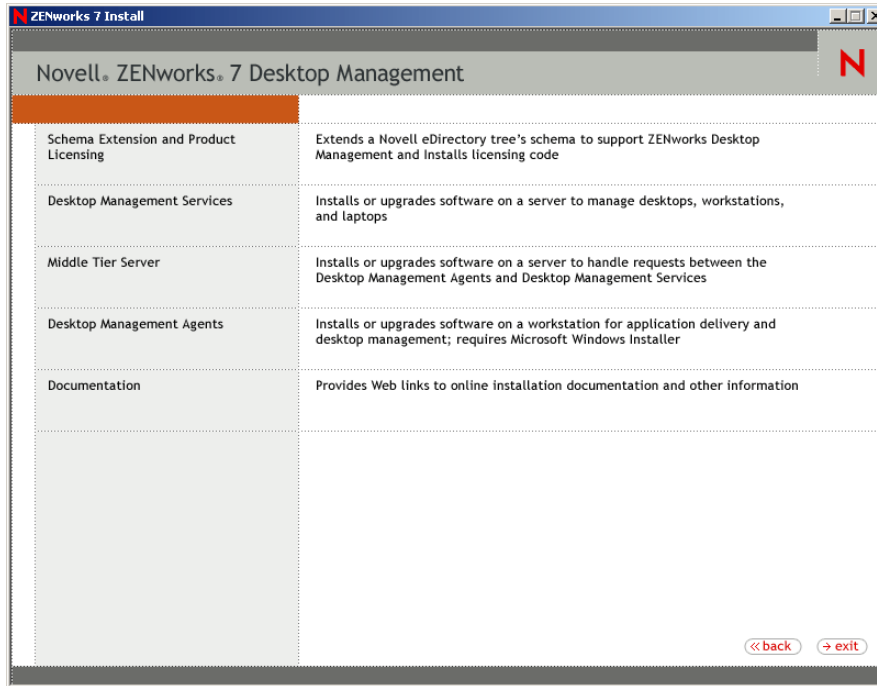 ZENworks 7 Install
Novell® ZENworks® 7 Desktop Management
N
Schema Extension and Product
Licensing
Extends a Novell eDirectory tree's schema to support ZENworks Desktop
Management and Installs licensing code
Desktop Management Services
Installs or upgrades software on a server to manage desktops, workstations,
and laptops
Middle Tier Server
Installs or upgrades software on a server to handle requests between the
Desktop Management Agents and Desktop Management Services
Desktop Management Agents
Installs or upgrades software on a workstation for application delivery and
desktop management; requires Microsoft Windows Installer
Documentation
Provides Web links to online installation documentation and other information
back
exit